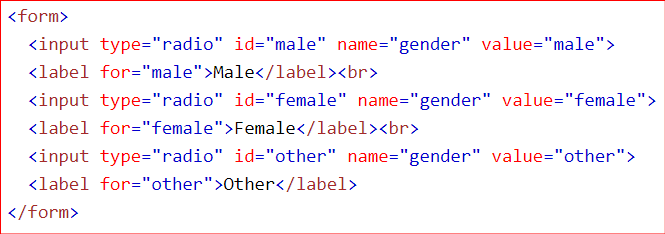 <form>
<input type="radio" id="male" name="gender" value="male">
<label for="male">Male</label><br>
<input type="radio" id="female" name="gender" value="female">
<label for="female">Female</label><br>
<input type="radio" id="other" name="gender" value="other">
<label for="other">Other</label>
</form>